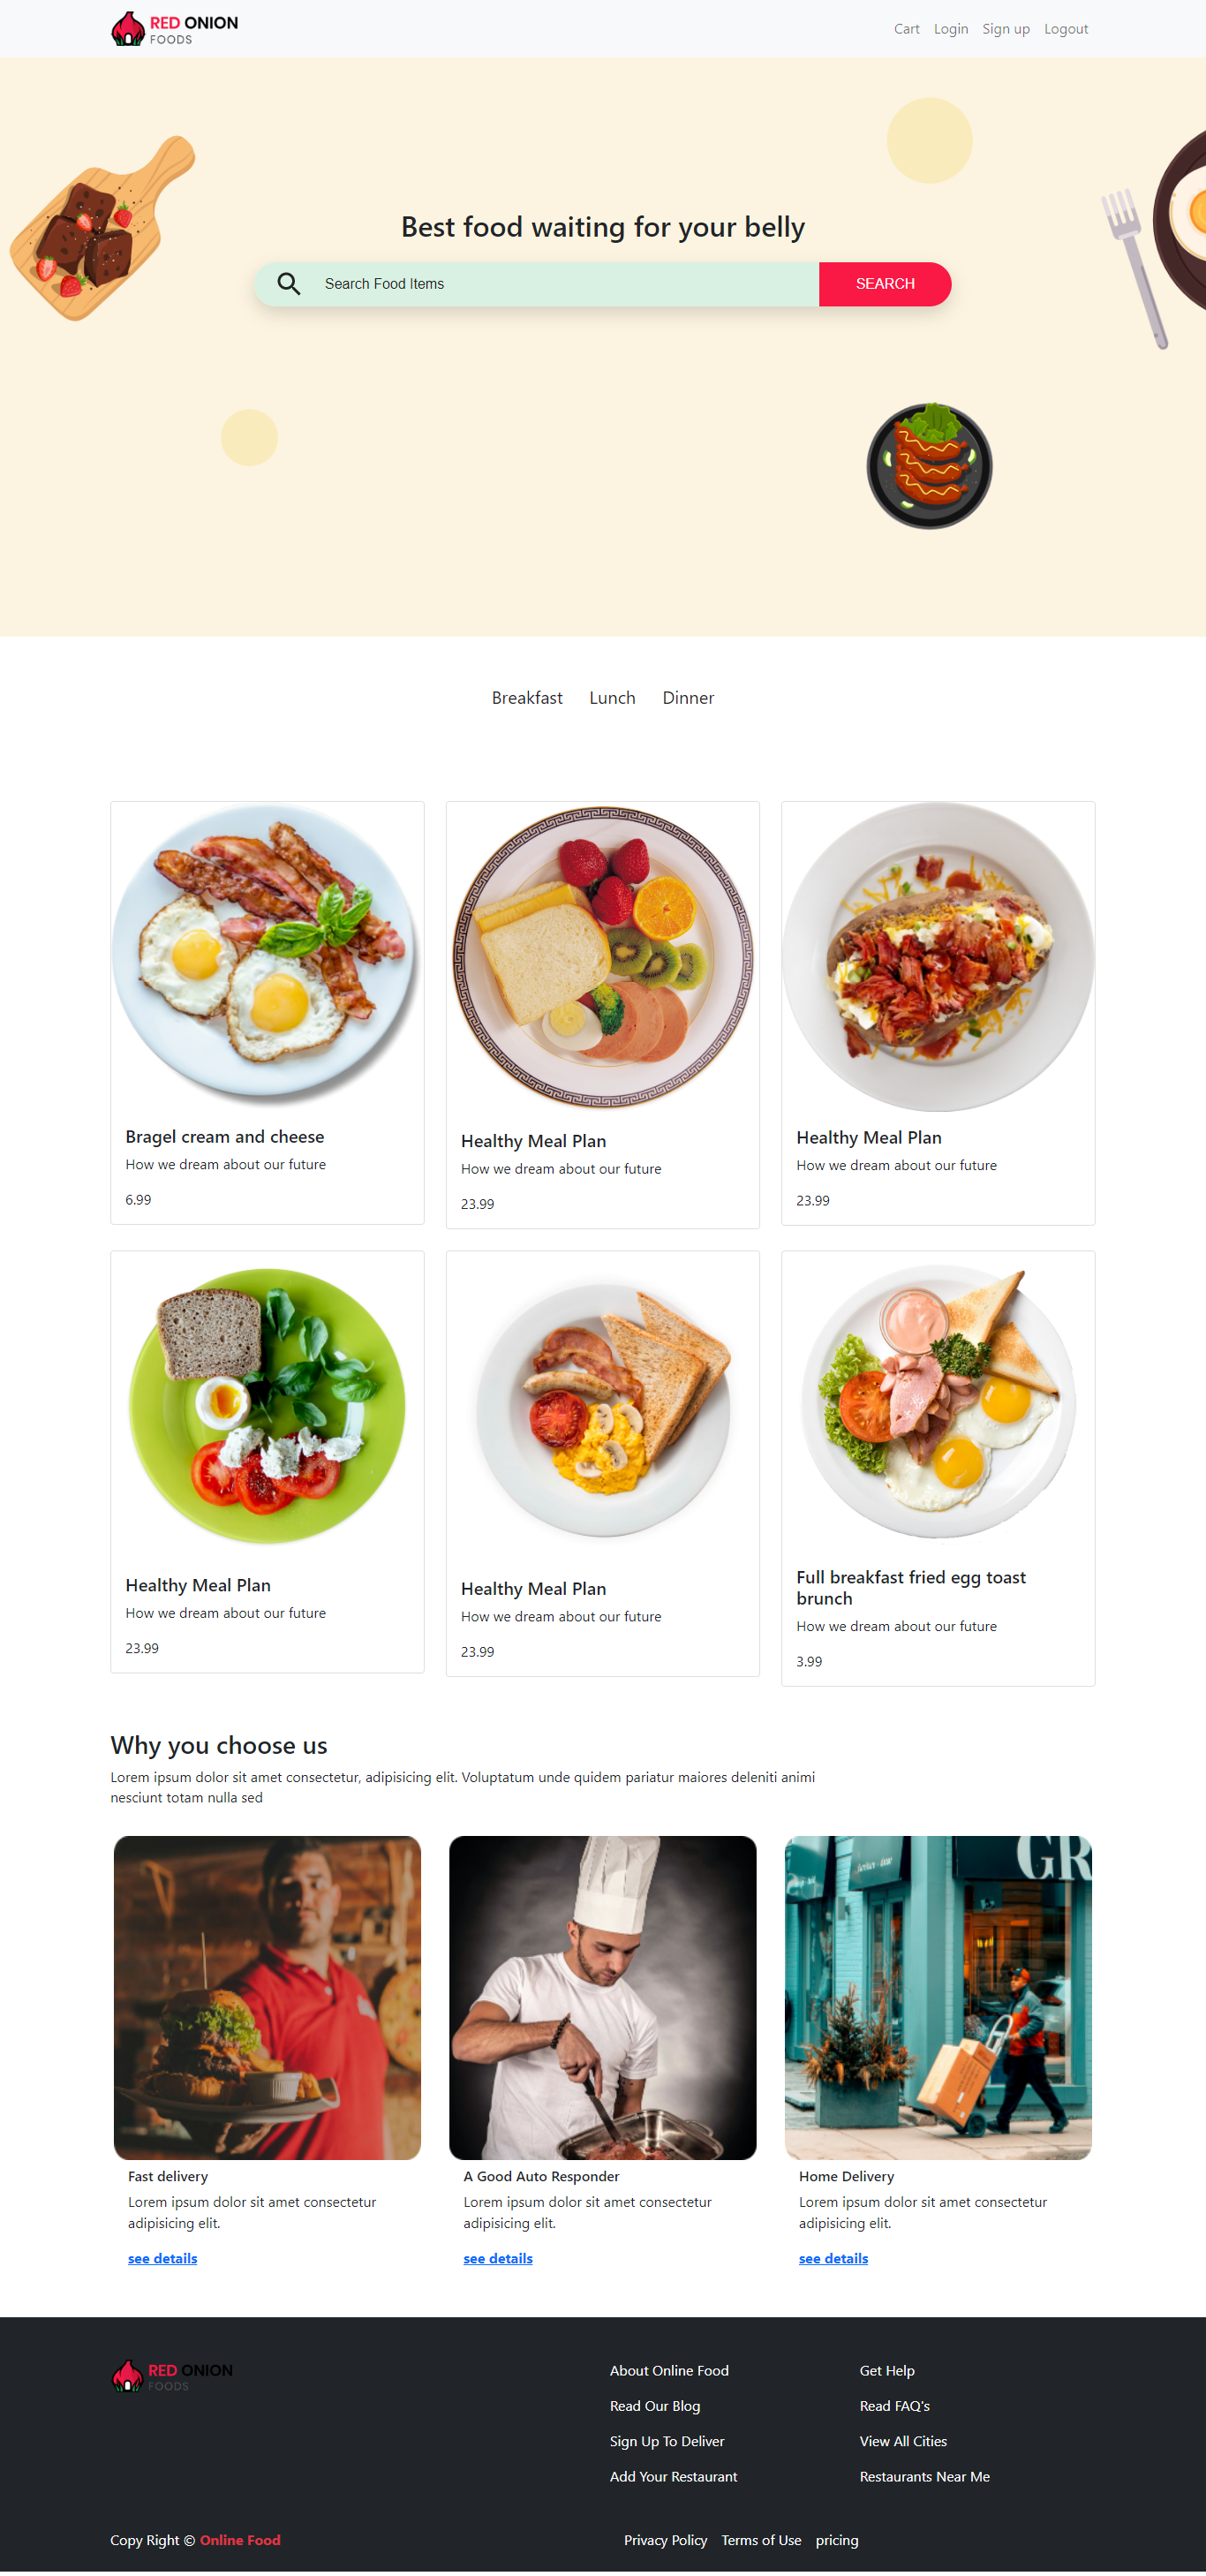 RED ONION
FOODS
Cart Login Sign up Logout
Best food waiting for your belly
Search Food Items
SEARCH
Breakfast Lunch Dinner
Bragel cream and cheese
How we dream about our future
6.99
Healthy Meal Plan
How we dream about our future
23.99
Healthy Meal Plan
How we dream about our future
23.99
Healthy Meal Plan
How we dream about our future
23.99
Healthy Meal Plan
How we dream about our future
23.99
Full breakfast fried egg toast
brunch
How we dream about our future
3.99
Why you choose us
Lorem ipsum dolor sit amet consectetur, adipisicing elit. Voluptatum unde quidem pariatur maiores deleniti animi
nesciunt totam nulla sed
GR
Fast delivery
Lorem ipsum dolor sit amet consectetur
adipisicing elit.
see details
A Good Auto Responder
Lorem ipsum dolor sit amet consectetur
adipisicing elit.
see details
Home Delivery
Lorem ipsum dolor sit amet consectetur
adipisicing elit.
see details
RED ONION
FOODS
About Online Food
Read Our Blog
Sign Up To Deliver
Add Your Restaurant
Get Help
Read FAQ's
View All Cities
Restaurants Near Me
Copy Right © Online Food
Privacy Policy Terms of Use pricing